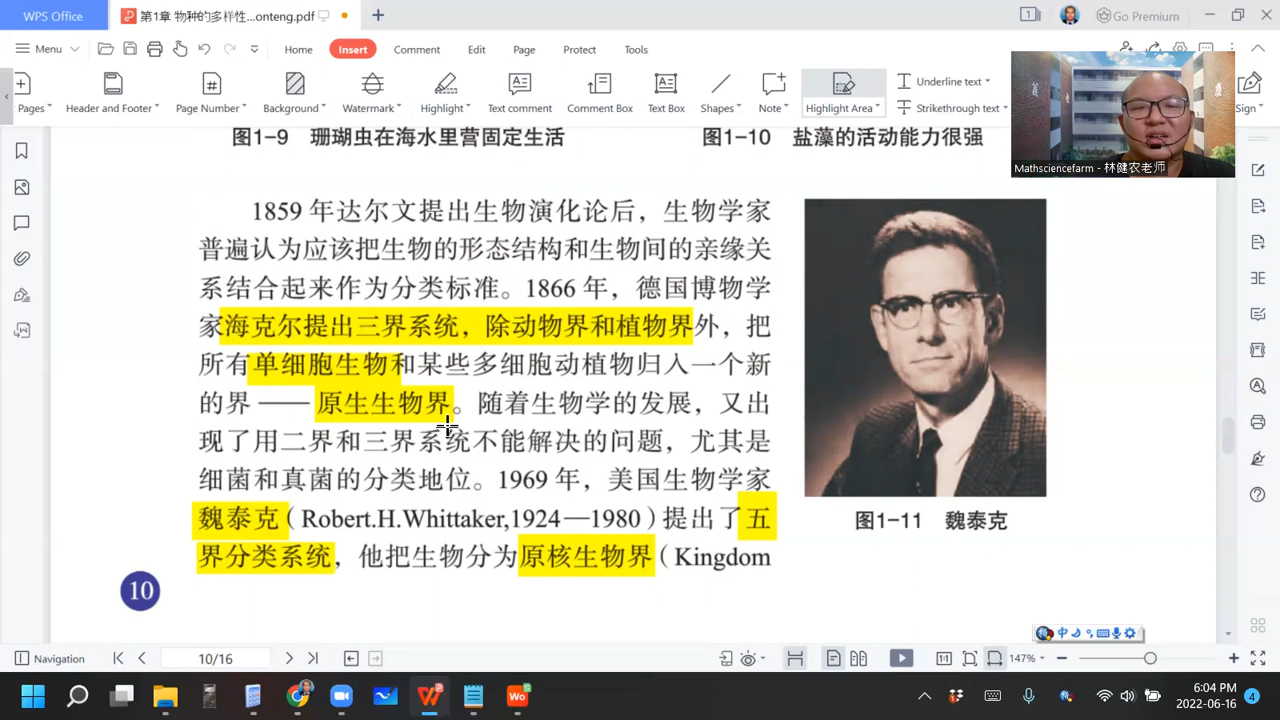 WPS Office
第1章 物种的多样性...onteng.pdf
Go Premium
Menu
Home
Insert
Comment
Edit
Page
Protect
Tools
Pages
Header and Footer
Page Number
Background
Watermark
Highlight
Text comment
Comment Box
Text Box
Shapes
Note
Highlight Area
Underline text
Strikethrough text
Sign
Mathsciencefarm - 林健农老师
图1-9 珊瑚虫在海水里营固定生活
图1-10 盐藻的活动能力很强
1859 年达尔文提出生物演化论后，生物学家
普遍认为应该把生物的形态结构和生物间的亲缘关
系结合起来作为分类标准。1866 年，德国博物学
家海克尔提出三界系统，除动物界和植物界外，把
所有单细胞生物和某些多细胞动植物归入一个新
的界 —— 原生生物界。随着生物学的发展，又出
现了用二界和三界系统不能解决的问题，尤其是
细菌和真菌的分类地位。1969 年，美国生物学家
魏泰克（Robert.H.Whittaker,1924—1980）提出了五
界分类系统，他把生物分为原核生物界（Kingdom
图1-11 魏泰克
10
中
Navigation
10/16
1:1
147%
6:04 PM
2022-06-16
4